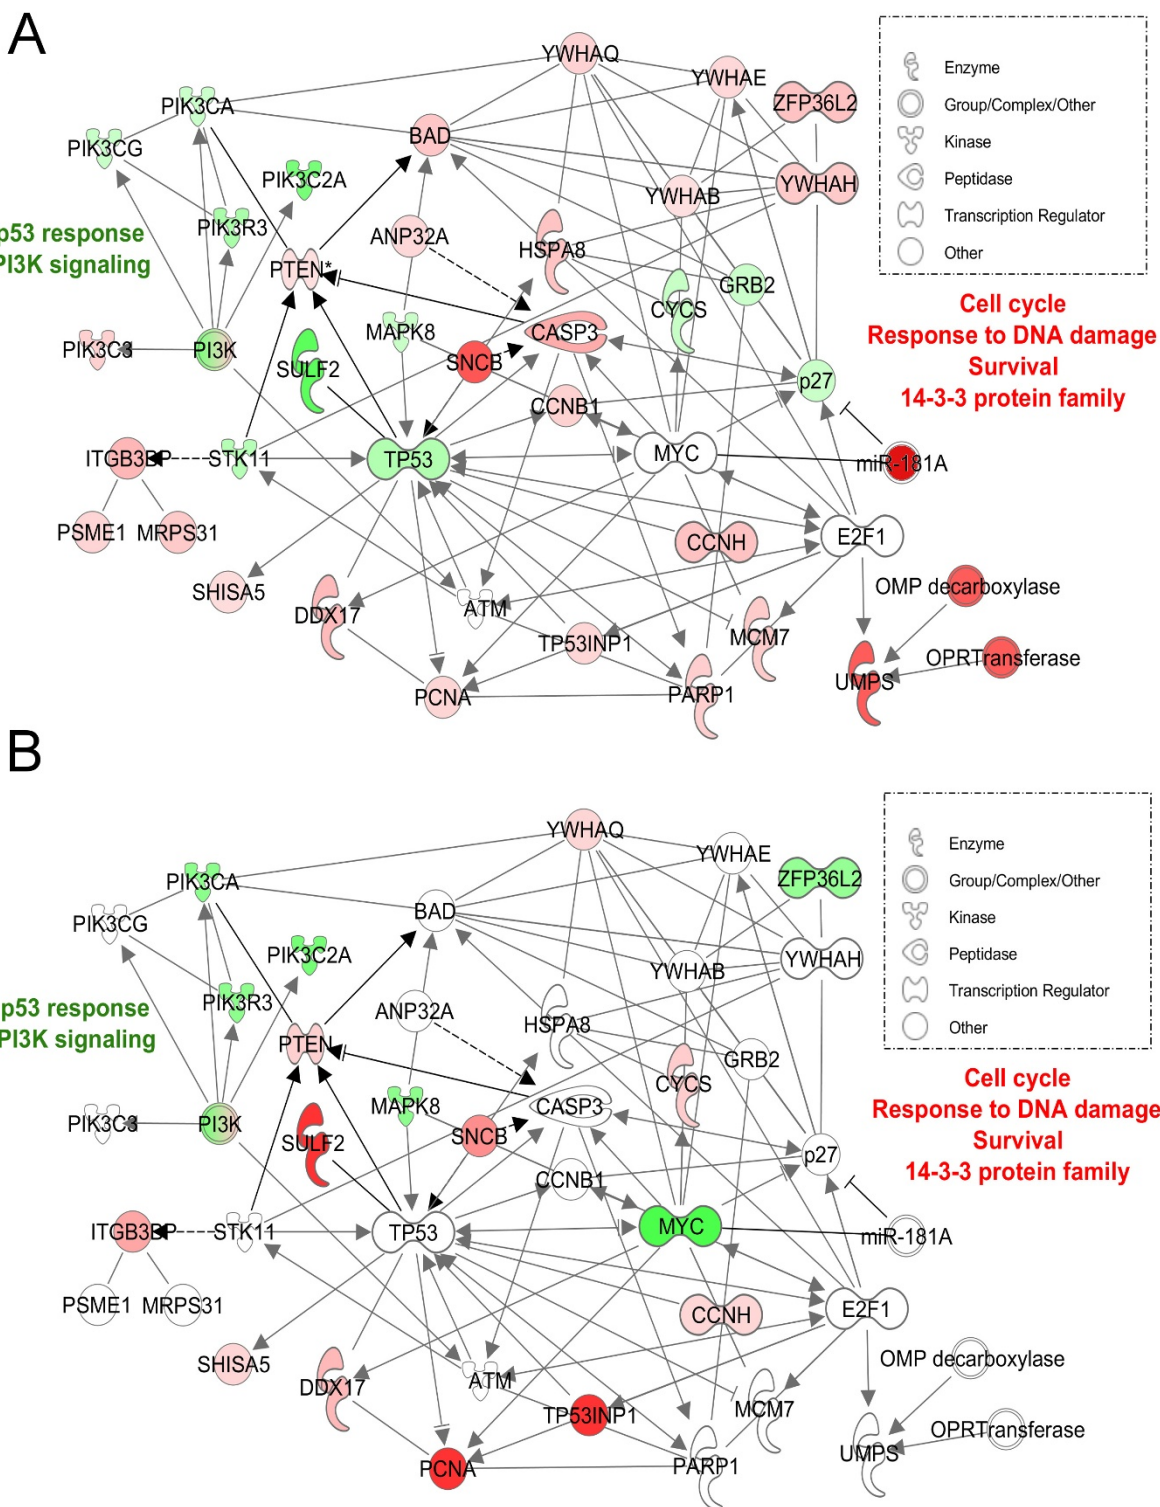 A
YWHAQ
YWHAE
ZFP36L2
PIK3CA
PIK3CG
BAD
PIK3C2A
YWHAB
YWHAH
PIK3R3
ANP32A
HSPA8
p53 response
PI3K signaling
PTEN*
GRB2
CYCS
MAPK8
CASP3
PIK3C3
PI3K
SULF2
SNCB
p27
CCNB1
ITGB3BP
STK11
TP53
MYC
miR-181A
PSME1
MRPS31
CCNH
E2F1
SHISA5
DDX17
ATM
OMP decarboxylase
TP53INP1
MCM7
OPRTransferase
PCNA
PARP1
UMPS
Enzyme
Group/Complex/Other
Kinase
Peptidase
Transcription Regulator
Other
Cell cycle
Response to DNA damage
Survival
14-3-3 protein family
B
YWHAQ
YWHAE
ZFP36L2
PIK3CA
PIK3CG
BAD
PIK3C2A
YWHAB
YWHAH
PIK3R3
ANP32A
HSPA8
p53 response
PI3K signaling
PTEN
GRB2
CYCS
MAPK8
CASP3
PIK3C3
PI3K
SULF2
SNCB
p27
CCNB1
ITGB3BP
STK11
TP53
MYC
miR-181A
PSME1
MRPS31
CCNH
E2F1
SHISA5
DDX17
ATM
OMP decarboxylase
TP53INP1
MCM7
OPRTransferase
PCNA
PARP1
UMPS
Enzyme
Group/Complex/Other
Kinase
Peptidase
Transcription Regulator
Other
Cell cycle
Response to DNA damage
Survival
14-3-3 protein family